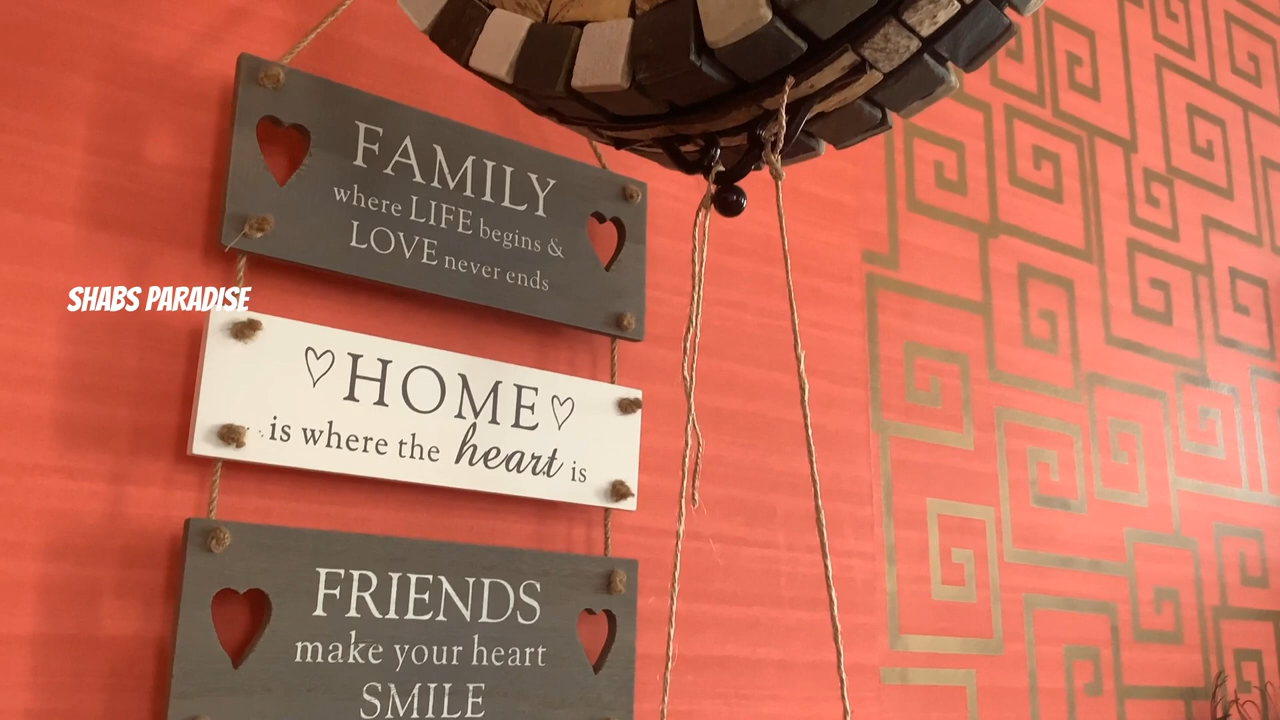 FAMILY
where LIFE begins &
LOVE never ends
SHABS PARADISE
HOME
is where the heart is
FRIENDS
make your heart
SMILE